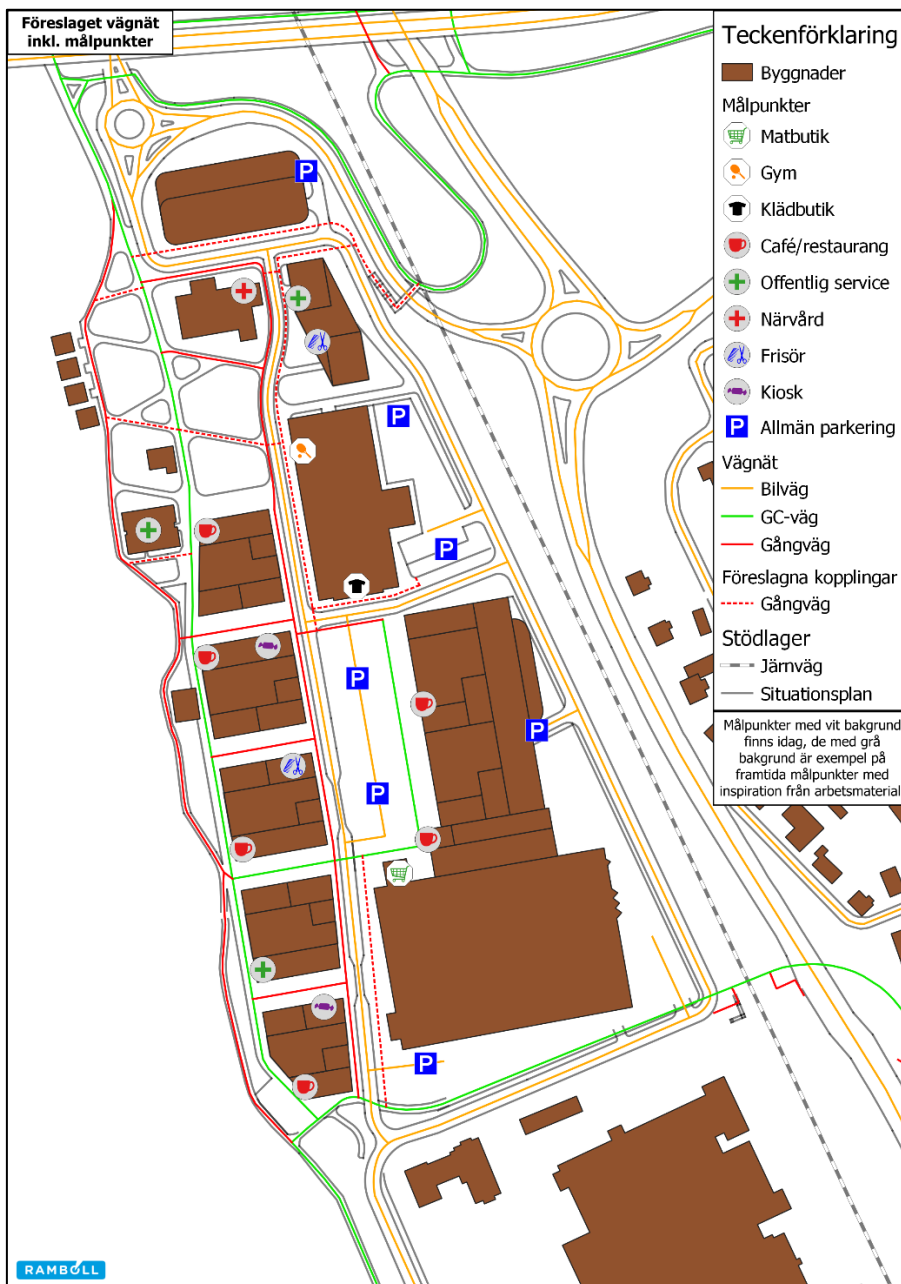 Föreslaget vägnät
inkl. målpunkter
Teckenförklaring
Byggnader
Målpunkter
Matbutik
Gym
Klädbutik
Café/restaurang
Offentlig service
Närvård
Frisör
Kiosk
P Allmän parkering
Vägnät
Bilväg
GC-väg
Gångväg
Föreslagna kopplingar
Gångväg
Stödlager
Järnväg
Situationsplan
Målpunkter med vit bakgrund
finns idag, de med grå
bakgrund är exempel på
framtida målpunkter med
inspiration från arbetsmaterial
P
P
P
P
P
P
P
RAMBOLL